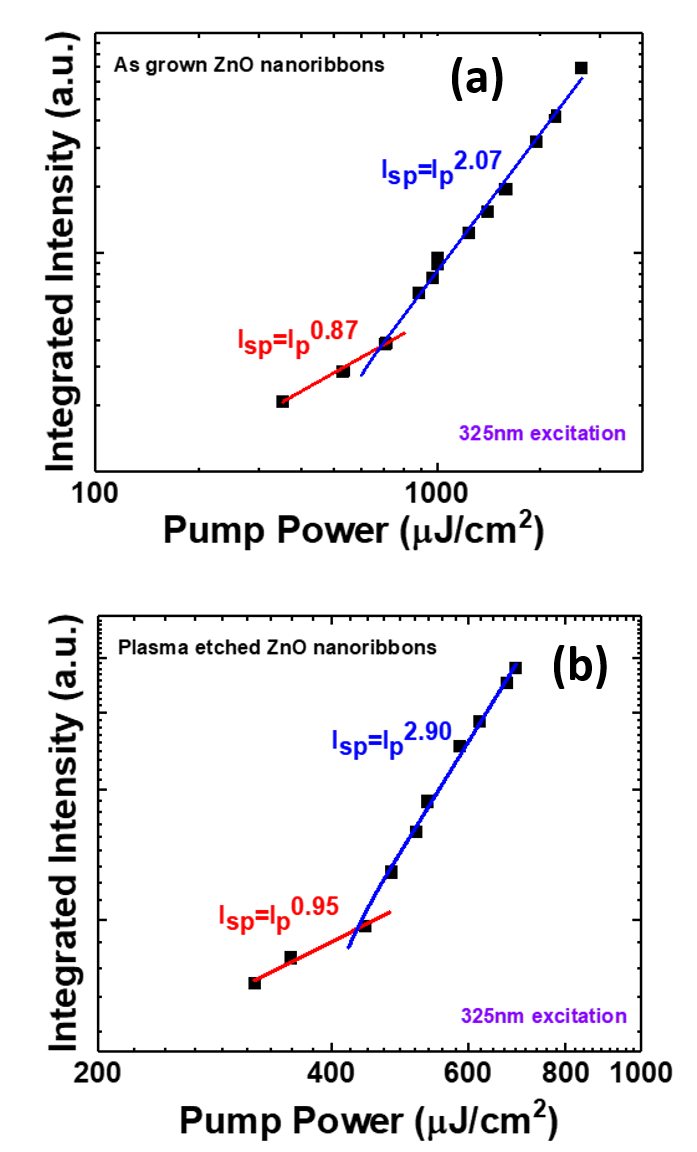 As grown ZnO nanoribbons
(a)
Integrated Intensity (a.u.)
Isp=Ip2.07
Isp=Ip0.87
325nm excitation
100 1000
Pump Power (μJ/cm2)
Plasma etched ZnO nanoribbons
(b)
Integrated Intensity (a.u.)
Isp=Ip2.90
Isp=Ip0.95
325nm excitation
200 400 600 800 1000
Pump Power (μJ/cm2)